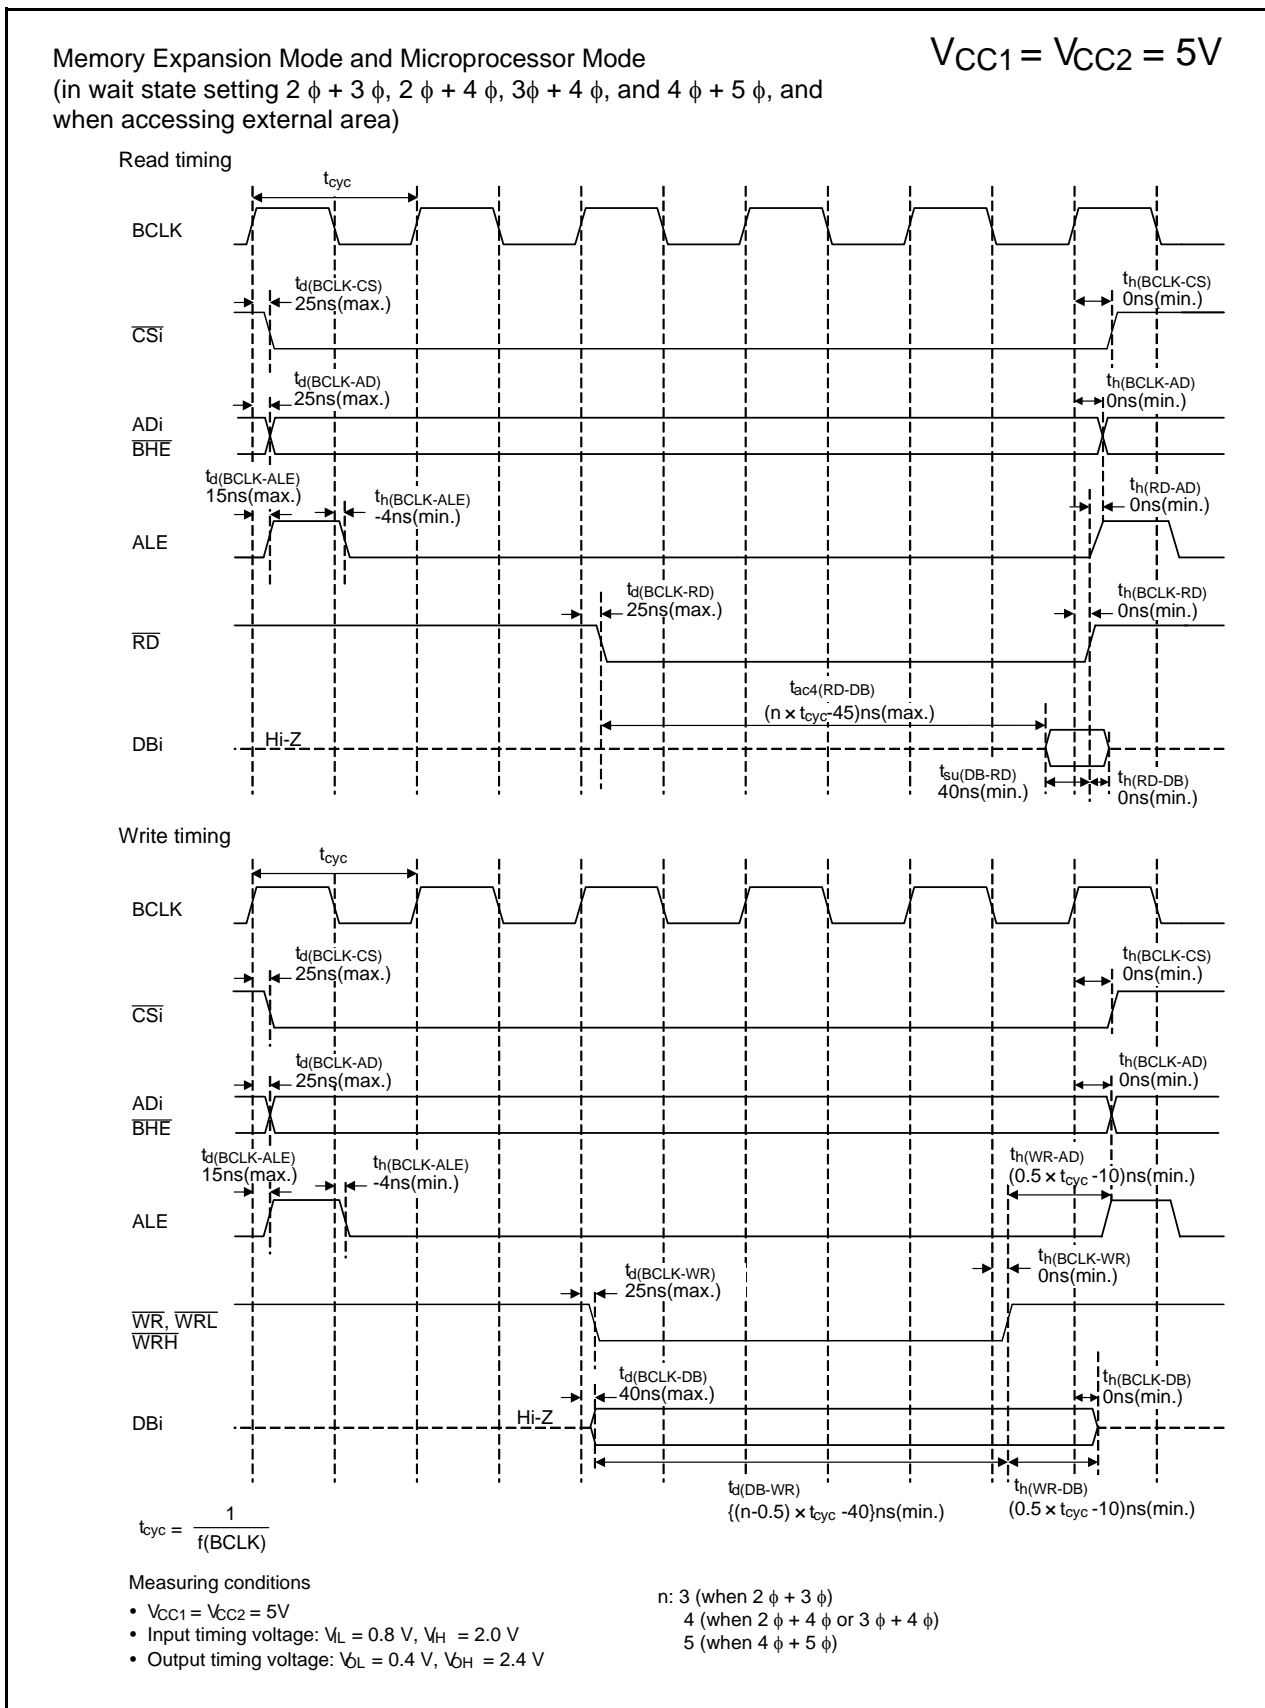 Memory Expansion Mode and Microprocessor Mode
(in wait state setting 2 ϕ + 3 ϕ, 2 ϕ + 4 ϕ, 3ϕ + 4 ϕ, and 4 ϕ + 5 ϕ, and
when accessing external area)
VCC1 = VCC2 = 5V
Read timing
tcyc
BCLK
td(BCLK-CS)
25ns(max.)
th(BCLK-CS)
0ns(min.)
CSi
td(BCLK-AD)
25ns(max.)
th(BCLK-AD)
0ns(min.)
ADi
BHE
td(BCLK-ALE)
15ns(max.)
th(BCLK-ALE)
-4ns(min.)
th(RD-AD)
0ns(min.)
ALE
td(BCLK-RD)
25ns(max.)
th(BCLK-RD)
0ns(min.)
RD
tac4(RD-DB)
(n × tcyc-45)ns(max.)
DBi
Hi-Z
tsu(DB-RD)
40ns(min.)
th(RD-DB)
0ns(min.)
Write timing
tcyc
BCLK
td(BCLK-CS)
25ns(max.)
th(BCLK-CS)
0ns(min.)
CSi
td(BCLK-AD)
25ns(max.)
th(BCLK-AD)
0ns(min.)
ADi
BHE
td(BCLK-ALE)
15ns(max.)
th(BCLK-ALE)
-4ns(min.)
th(WR-AD)
(0.5 × tcyc -10)ns(min.)
ALE
td(BCLK-WR)
25ns(max.)
th(BCLK-WR)
0ns(min.)
WR, WRL
WRH
td(BCLK-DB)
40ns(max.)
th(BCLK-DB)
0ns(min.)
DBi
Hi-Z
td(DB-WR)
{(n-0.5) × tcyc -40}ns(min.)
th(WR-DB)
(0.5 × tcyc -10)ns(min.)
tcyc = 1
f(BCLK)
Measuring conditions
• VCC1 = VCC2 = 5V
• Input timing voltage: VIL = 0.8 V, VIH = 2.0 V
• Output timing voltage: VOL = 0.4 V, VOH = 2.4 V
n: 3 (when 2 ϕ + 3 ϕ)
4 (when 2 ϕ + 4 ϕ or 3 ϕ + 4 ϕ)
5 (when 4 ϕ + 5 ϕ)